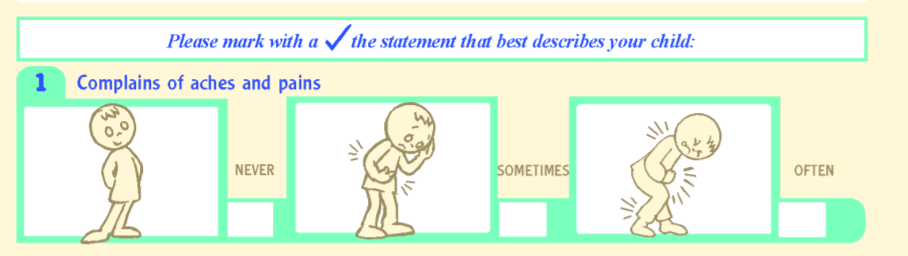 Please mark with a ✓ the statement that best describes your child:
1 Complains of aches and pains
NEVER
SOMETIMES
OFTEN